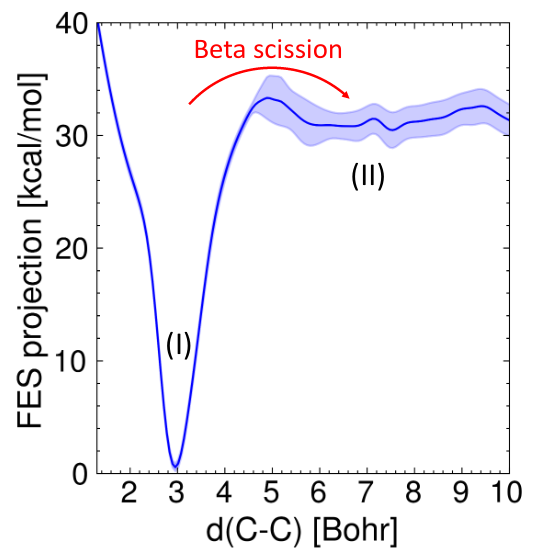 Beta scission
FES projection [kcal/mol]
40
30
20
10
0
(I)
(II)
2 3 4 5 6 7 8 9 10
d(C-C) [Bohr]